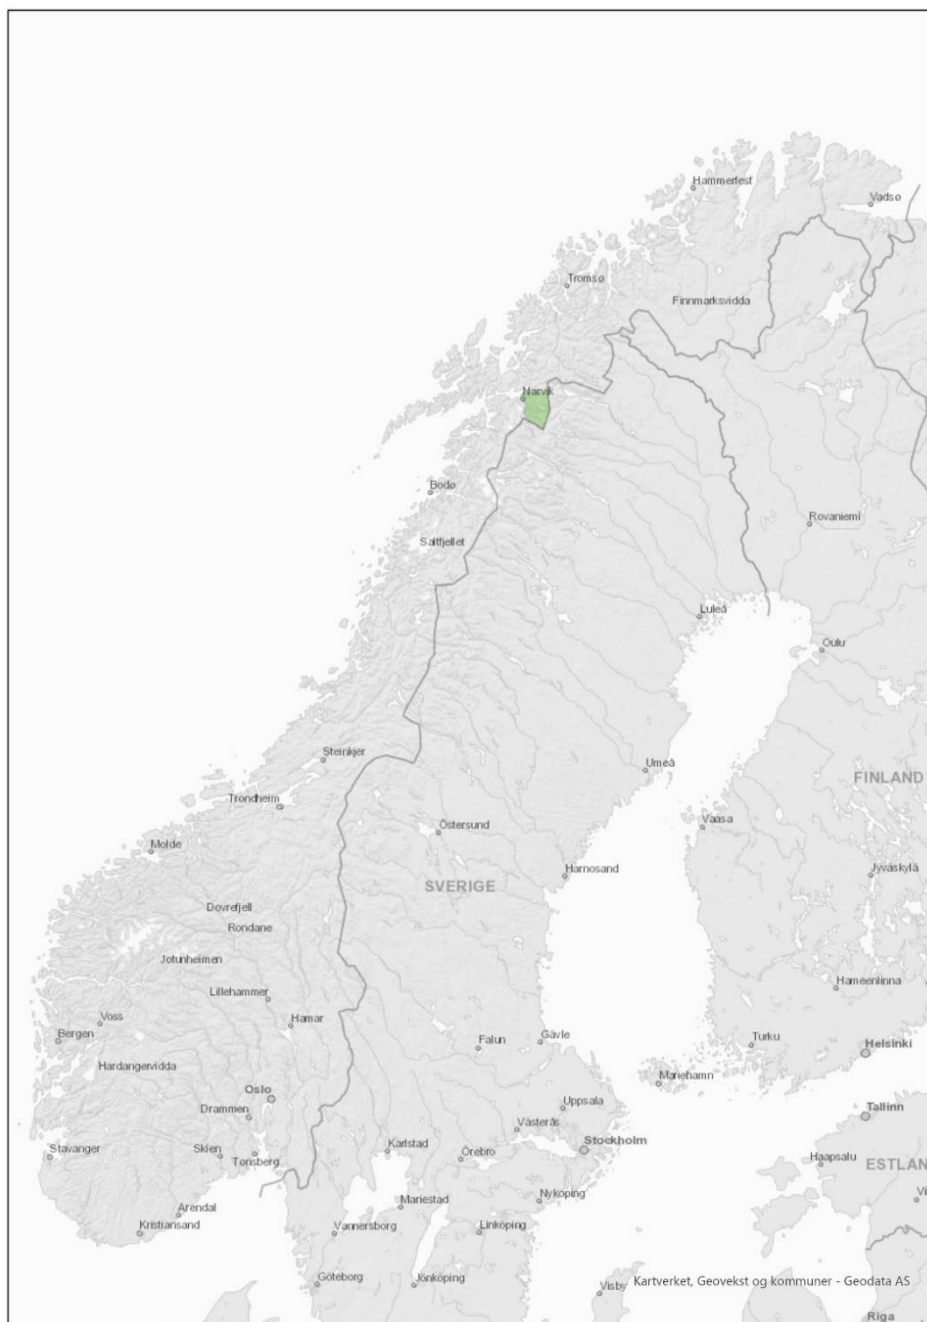 Hammerfest
Vadsø
Tromsø
Finnmarksvidda
Narvik
Bodø
Rovaniemi
Saltfjellet
Luleå
Oulu
Steinkjer
Umeå
FINLAND
Trondheim
Östersund
Vaasa
Molde
Harnosand
Jyväskylä
SVERIGE
Dovrefjell
Rondane
Jotunheimen
Hameenlinna
Lillehammer
Voss
Hamar
Bergen
Falun
Gävle
Turku
Helsinki
Hardangervidda
Mariehamn
Oslo
Drammen
Uppsala
Tallinn
Västerås
Stavanger
Skien
Karlstad
Stockholm
Tønsberg
Örebro
Haapsalu
ESTLAN
Nyköping
Vi
Arendal
Mariestad
Kristiansand
Vannersborg
Linköping
Göteborg
Jönköping
Visby
Kartverket, Geovekst og kommuner - Geodata AS
Riga